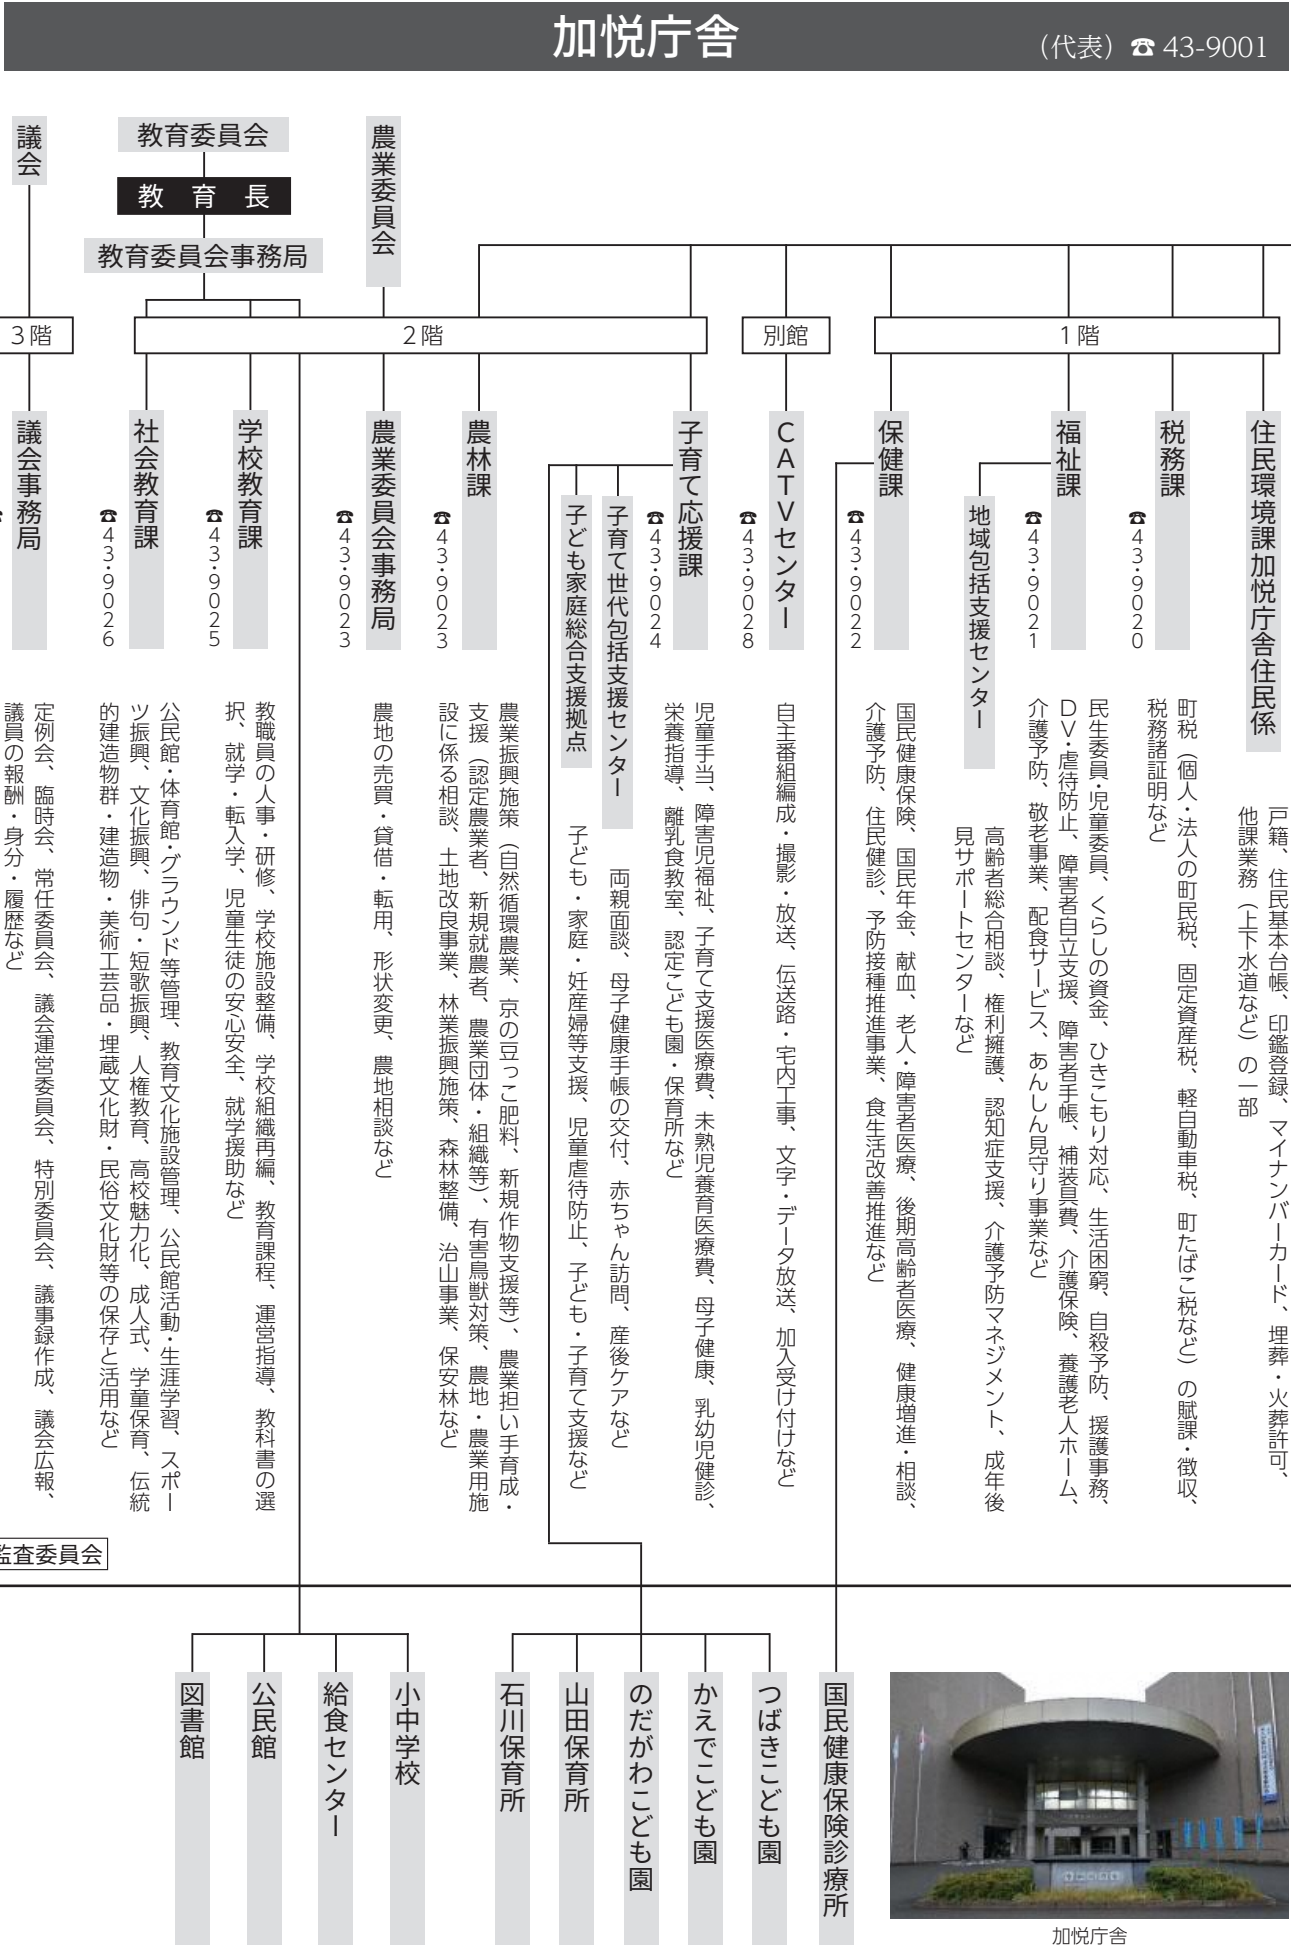 加悦庁舎
（代表）☎ 43-9001
議会
教育委員会
教育長
教育委員会事務局
農業委員会
1階
別館
2階
3階
住民環境課加悦庁舎住民係
戸籍、住民基本台帳、印鑑登録、マイナンバーカード、埋葬・火葬許可、
他課業務（上下水道など）の一部
税務課
☎43・9020
町税（個人・法人の町民税、固定資産税、軽自動車税、町たばこ税など）の賦課・徴収、
税務諸証明など
福祉課
☎43・9021
民生委員・児童委員、くらしの資金、ひきこもり対応、生活困窮、自殺予防、援護事務、
DV・虐待防止、障害者自立支援、障害者手帳、補装具費、介護保険、養護老人ホーム、
介護予防、敬老事業、配食サービス、あんしん見守り事業など
地域包括支援センター
高齢者総合相談、権利擁護、認知症支援、介護予防マネジメント、成年後
見サポートセンターなど
保健課
☎43・9022
国民健康保険、国民年金、献血、老人・障害者医療、後期高齢者医療、健康増進・相談、
介護予防、住民健診、予防接種推進事業、食生活改善推進など
CATVセンター
☎43・9028
自主番組編成・撮影・放送、伝送路・宅内工事、文字・データ放送、加入受け付けなど
子育て応援課
☎43・9024
児童手当、障害児福祉、子育て支援医療費、未熟児養育医療費、母子健康、乳幼児健診、
栄養指導、離乳食教室、認定こども園・保育所など
子育て世代包括支援センター
両親面談、母子健康手帳の交付、赤ちゃん訪問、産後ケアなど
子ども家庭総合支援拠点
子ども・家庭・妊産婦等支援、児童虐待防止、子ども・子育て支援など
農林課
☎43・9023
農業振興施策（自然循環農業、京の豆っこ肥料、新規作物支援等）、農業担い手育成・
支援（認定農業者、新規就農者、農業団体・組織等）、有害鳥獣対策、農地・農業用施
設に係る相談、土地改良事業、林業振興施策、森林整備、治山事業、保安林など
農業委員会事務局
☎43・9023
農地の売買・貸借・転用、形状変更、農地相談など
学校教育課
☎43・9025
教職員の人事・研修、学校施設整備、学校組織再編、教育課程、運営指導、教科書の選
択、就学・転入学、児童生徒の安心安全、就学援助など
社会教育課
☎43・9026
公民館・体育館・グラウンド等管理、教育文化施設管理、公民館活動・生涯学習、スポー
ツ振興、文化振興、俳句・短歌振興、人権教育、高校魅力化、成人式、学童保育、伝統
的建造物群・建造物・美術工芸品・埋蔵文化財・民俗文化財等の保存と活用など
議会事務局
定例会、臨時会、常任委員会、議会運営委員会、特別委員会、議事録作成、議会広報、
議員の報酬・身分・履歴など
監査委員会
国民健康保険診療所
つばきこども園
かえでこども園
のだがわこども園
山田保育所
石川保育所
小中学校
給食センター
公民館
図書館
加悦庁舎